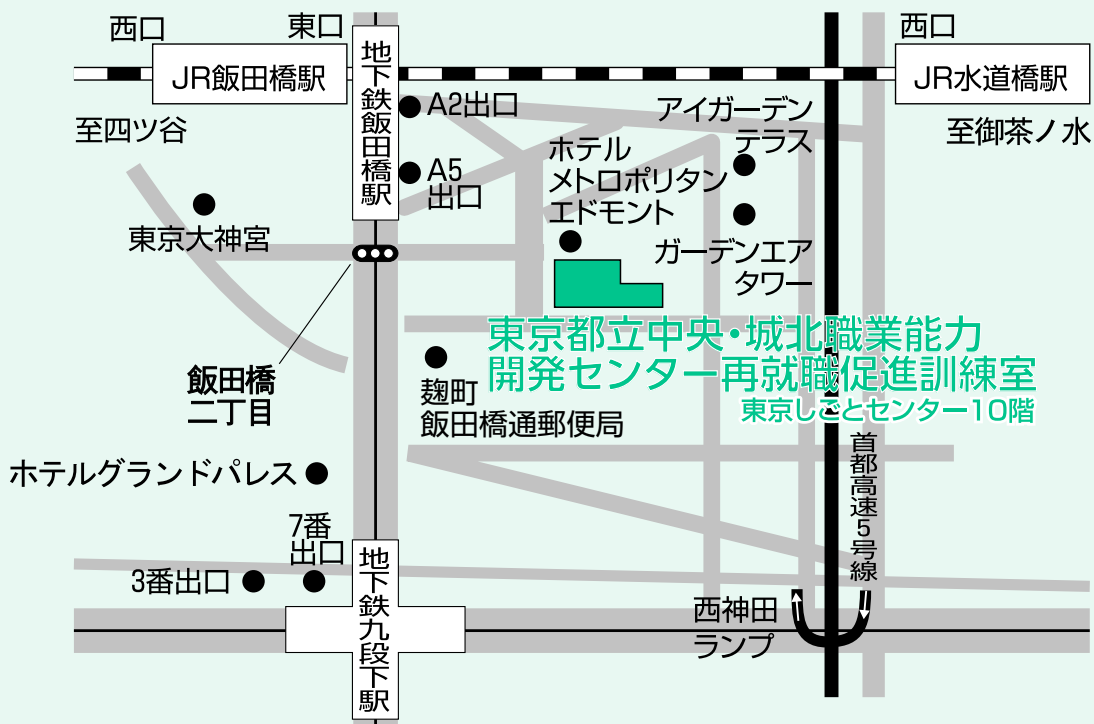 西口
東口
西口
JR飯田橋駅
地下鉄飯田橋駅
JR水道橋駅
至四ツ谷
A2出口
アイガーデン
テラス
至御茶ノ水
ホテル
メトロポリタン
エドモント
A5
出口
東京大神宮
ガーデンエア
タワー
東京都立中央・城北職業能力
開発センター再就職促進訓練室
東京しごとセンター10階
飯田橋
二丁目
麹町
飯田橋通郵便局
首都高速5号線
ホテルグランドパレス
7番
出口
3番出口
地下鉄九段下駅
西神田
ランプ